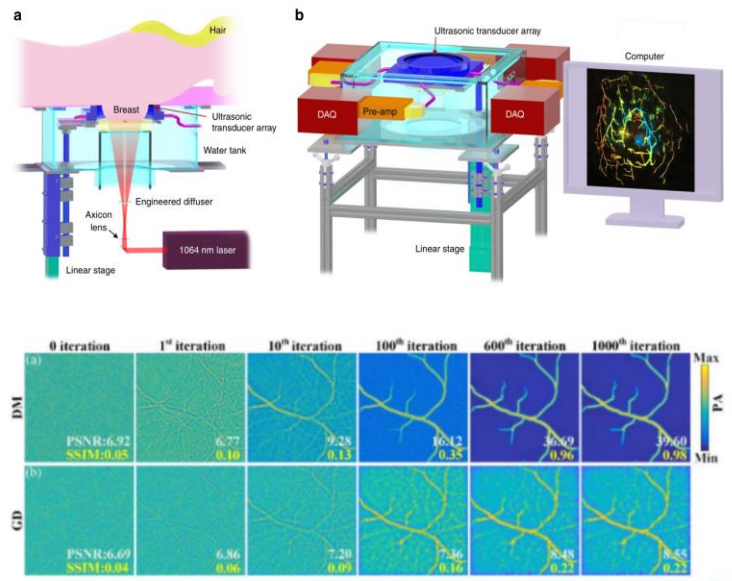 a
Hair
Breast
Ultrasonic
transducer array
Water tank
Engineered diffuser
Axicon
lens
1064 nm laser
Linear stage
b
Ultrasonic transducer array
Computer
DAQ
Pre-amp
DAQ
Linear stage
0 iteration 1st iteration 10th iteration 100th iteration 600th iteration 1000th iteration
(a)
DM
PSNR:6.92 6.77 9.28 16.12 36.69 39.60
SSIM:0.05 0.10 0.13 0.35 0.96 0.98
Max
PA
Min
(b)
GD
PSNR:6.69 6.86 7.20 7.36 8.48 8.55
SSIM:0.04 0.06 0.09 0.16 0.22 0.22